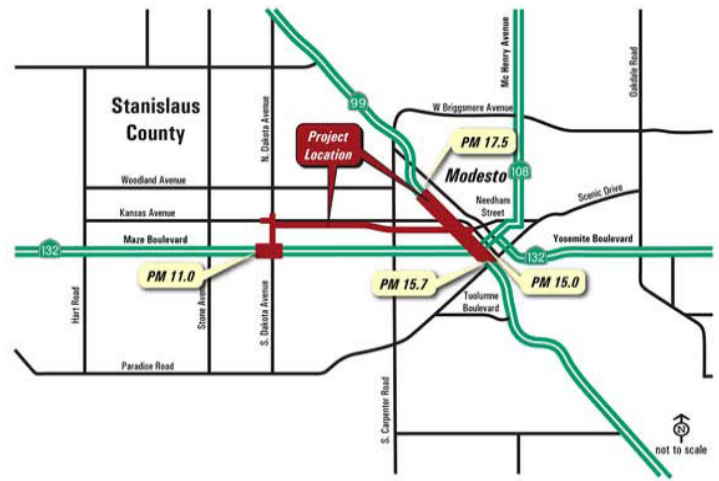 Stanislaus
County
99
Mc Henry Avenue
Oakdale Road
N. Dakota Avenue
W Briggsmore Avenue
Project
Location
PM 17.5
Modesto
108
Woodland Avenue
Scenic Drive
Needham
Street
Kansas Avenue
Maze Boulevard
132
Yosemite Boulevard
132
PM 11.0
PM 15.7
PM 15.0
Hart Road
Stone Ave
S. Dakota Avenue
Tuolumne
Boulevard
Paradise Road
S. Carpenter Road
N
not to scale